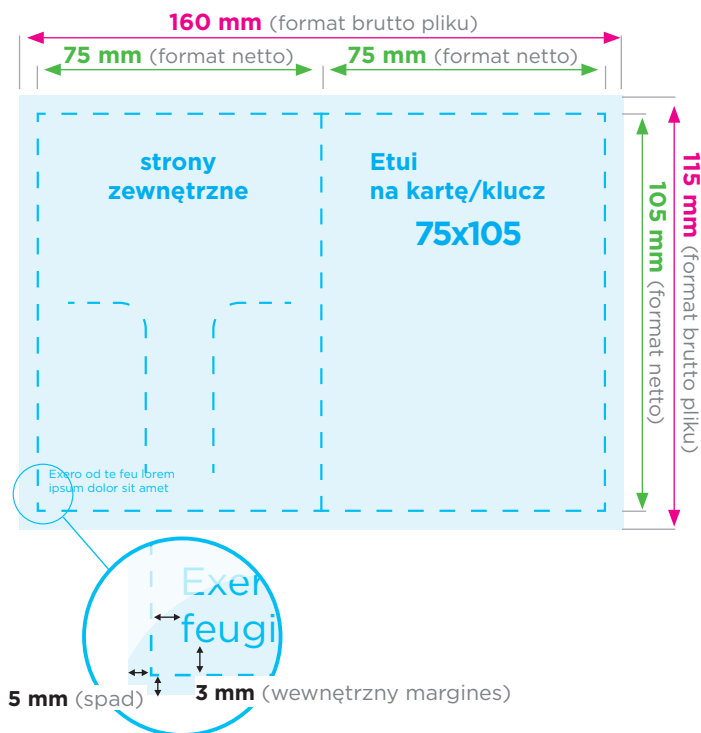 160 mm (format brutto pliku)
75 mm (format netto)
75 mm (format netto)
strony
zewnętrzne
Etui
na kartę/klucz
75x105
105 mm (format netto)
115 mm (format brutto pliku)
Exero od te feu lorem
ipsum dolor sit amet
Exer
feugi
5 mm (spad)
3 mm (wewnętrzny margines)